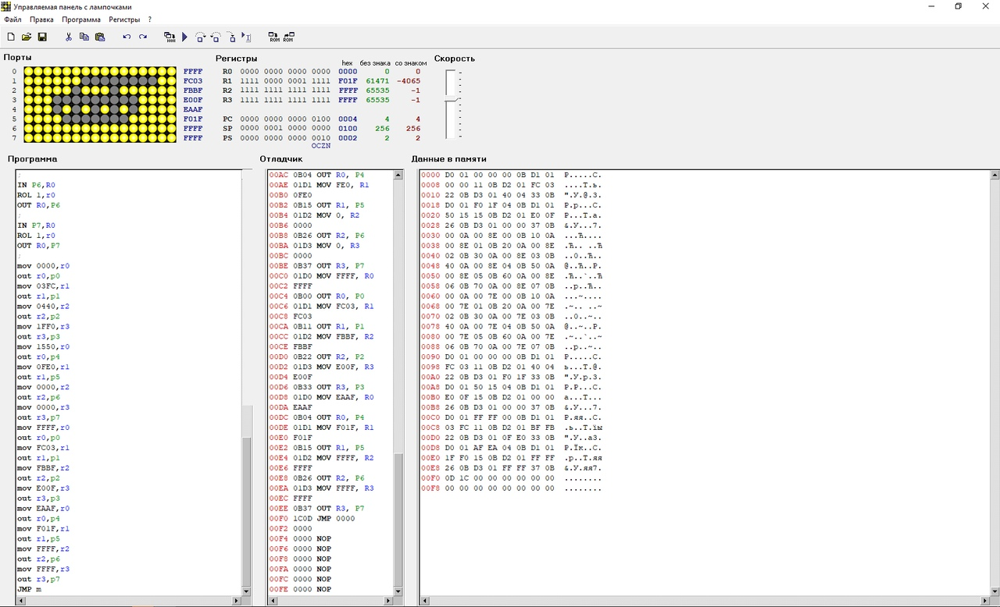 Управляемая панель с лампочками
Файл Правка Программа Регистры ?
Порты
0 FFFF
1 FC03
2 FBBF
3 E00F
4 EAAF
5 F01F
6 FFFF
7 FFFF
Регистры hex без знака со знаком
R0 0000 0000 0000 0000 0000 0 0
R1 1111 0000 0001 1111 F01F 61471 -4065
R2 1111 1111 1111 1111 FFFF 65535 -1
R3 1111 1111 1111 1111 FFFF 65535 -1
PC 0000 0000 0000 0100 0004 4 4
SP 0000 0001 0000 0000 0100 256 256
PS 0000 0000 0000 0010 0002 2 2
OCZN
Скорость
Программа
;
IN P6,R0
ROL 1,r0
OUT R0,P6
;
IN P7,R0
ROL 1,r0
OUT R0,P7
;
mov 0000,r0
out r0,p0
mov 03FC,r1
out r1,p1
mov 0440,r2
out r2,p2
mov 1FF0,r3
out r3,p3
mov 1550,r0
out r0,p4
mov 0FE0,r1
out r1,p5
mov 0000,r2
out r2,p6
mov 0000,r3
out r3,p7
mov FFFF,r0
out r0,p0
mov FC03,r1
out r1,p1
mov FBBF,r2
out r2,p2
mov E00F,r3
out r3,p3
mov EAAF,r0
out r0,p4
mov F01F,r1
out r1,p5
mov FFFF,r2
out r2,p6
mov FFFF,r3
out r3,p7
JMP m
Отладчик
00AC 0B04 OUT R0, P4
00AE 01D1 MOV FE0, R1
00B0 0FE0
00B2 0B15 OUT R1, P5
00B4 01D2 MOV 0, R2
00B6 0000
00B8 0B26 OUT R2, P6
00BA 01D3 MOV 0, R3
00BC 0000
00BE 0B37 OUT R3, P7
00C0 01D0 MOV FFFF, R0
00C2 FFFF
00C4 0B00 OUT R0, P0
00C6 01D1 MOV FC03, R1
00C8 FC03
00CA 0B11 OUT R1, P1
00CC 01D2 MOV FBBF, R2
00CE FBBF
00D0 0B22 OUT R2, P2
00D2 01D3 MOV E00F, R3
00D4 E00F
00D6 0B33 OUT R3, P3
00D8 01D0 MOV EAAF, R0
00DA EAAF
00DC 0B04 OUT R0, P4
00DE 01D1 MOV F01F, R1
00E0 F01F
00E2 0B15 OUT R1, P5
00E4 01D2 MOV FFFF, R2
00E6 FFFF
00E8 0B26 OUT R2, P6
00EA 01D3 MOV FFFF, R3
00EC FFFF
00EE 0B37 OUT R3, P7
00F0 1C0D JMP 0000
00F2 0000
00F4 0000 NOP
00F6 0000 NOP
00F8 0000 NOP
00FA 0000 NOP
00FC 0000 NOP
00FE 0000 NOP
Данные в памяти
0000 D0 01 00 00 00 0B D1 01 Р.....С.
0008 00 00 11 0B D2 01 FC 03 ....Т.ь.
0010 22 0B D3 01 40 04 33 0B ".У.@.3.
0018 D0 01 F0 1F 04 0B D1 01 Р.р...С.
0020 50 15 15 0B D2 01 E0 0F P...Т.а.
0028 26 0B D3 01 00 00 37 0B &.У...7.
0030 00 0A 00 8E 00 0B 10 0A ...Ћ....
0038 00 8E 01 0B 20 0A 00 8E .Ћ.. ..Ћ
0040 02 0B 30 0A 00 8E 03 0B ..0..Ћ..
0048 40 0A 00 8E 04 0B 50 0A @..Ћ..P.
0050 00 8E 05 0B 60 0A 00 8E .Ћ..`..Ћ
0058 06 0B 70 0A 00 8E 07 0B ..p..Ћ..
0060 00 0A 00 7E 00 0B 10 0A ...~....
0068 00 7E 01 0B 20 0A 00 7E .~.. ..~
0070 02 0B 30 0A 00 7E 03 0B ..0..~..
0078 40 0A 00 7E 04 0B 50 0A @..~..P.
0080 00 7E 05 0B 60 0A 00 7E .~..`..~
0088 06 0B 70 0A 00 7E 07 0B ..p..~..
0090 D0 01 00 00 00 0B D1 01 Р.....С.
0098 FC 03 11 0B D2 01 40 04 ь...Т.@.
00A0 22 0B D3 01 F0 1F 33 0B ".У.р.3.
00A8 D0 01 50 15 04 0B D1 01 Р.P...С.
00B0 E0 0F 15 0B D2 01 00 00 а...Т...
00B8 26 0B D3 01 00 00 37 0B &.У...7.
00C0 D0 01 FF FF 00 0B D1 01 Р.яя..С.
00C8 03 FC 11 0B D2 01 BF FB .ь..Т.їы
00D0 22 0B D3 01 0F E0 33 0B ".У..а3.
00D8 D0 01 AF EA 04 0B D1 01 Р.Їк..С.
00E0 1F F0 15 0B D2 01 FF FF .р..Т.яя
00E8 26 0B D3 01 FF FF 37 0B &.У.яя7.
00F0 0D 1C 00 00 00 00 00 00 ........
00F8 00 00 00 00 00 00 00 00 ........